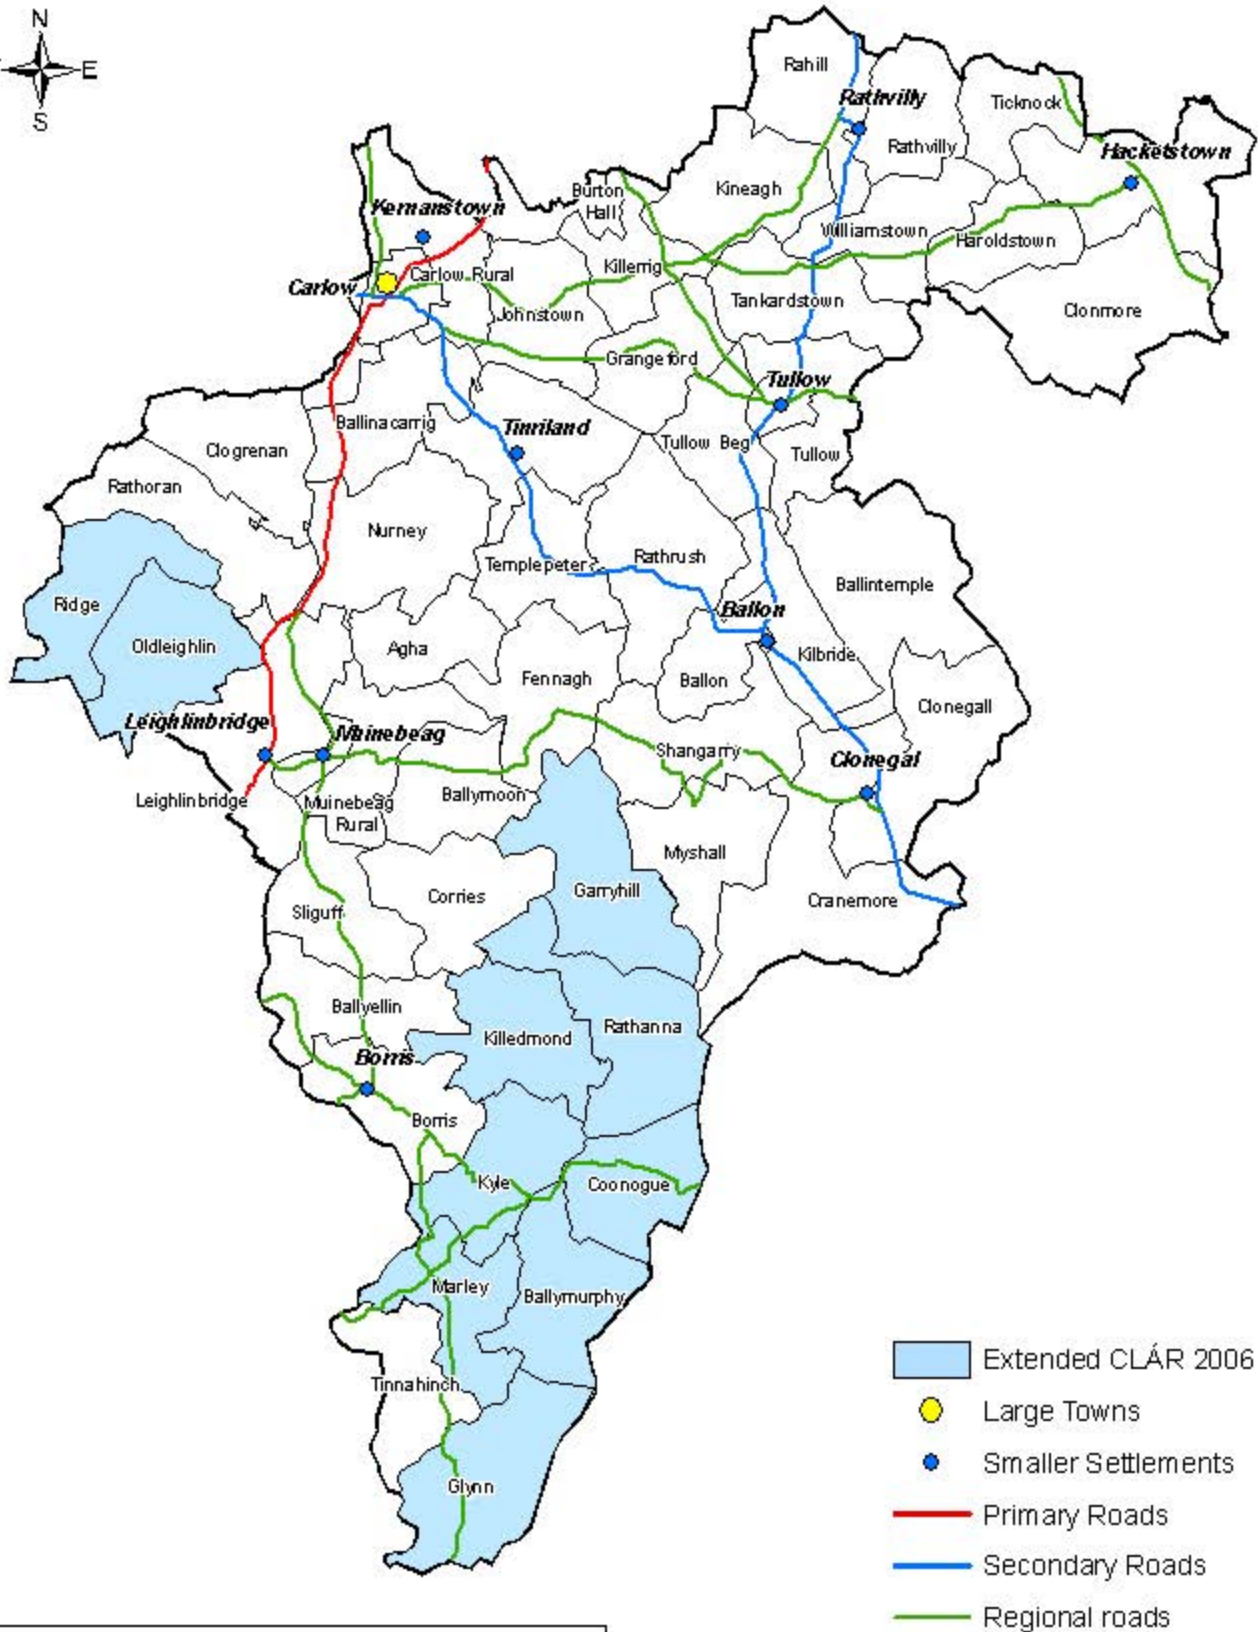 N
E
S
Rahill
Rathvilly
Ticknock
Rathvilly
Hacketstown
Kineagh
Burton
Hall
Kernanstown
Williamstown
Haroldstown
Killerrig
Carlow Rural
Carlow
Tankardstown
Johnstown
Clonmore
Grangeford
Tullow
Ballinacarrig
Tinriland
Tullow Beg
Tullow
Clogrenan
Rathoran
Nurney
Templepeter
Rathrush
Ballintemple
Ridge
Ballon
Oldleighlin
Agha
Kilbride
Fennagh
Ballon
Clonegall
Leighlinbridge
Muinebeag
Shangarry
Clonegal
Leighlinbridge
Muinebeag
Rural
Ballymoon
Myshall
Garryhill
Corries
Cranemore
Sliguff
Ballyellin
Rathanna
Killedmond
Borris
Borris
Kyle
Coonogue
Marley
Ballymurphy
Tinnahinch
Glynn
Extended CLÁR 2006
Large Towns
Smaller Settlements
Primary Roads
Secondary Roads
Regional roads